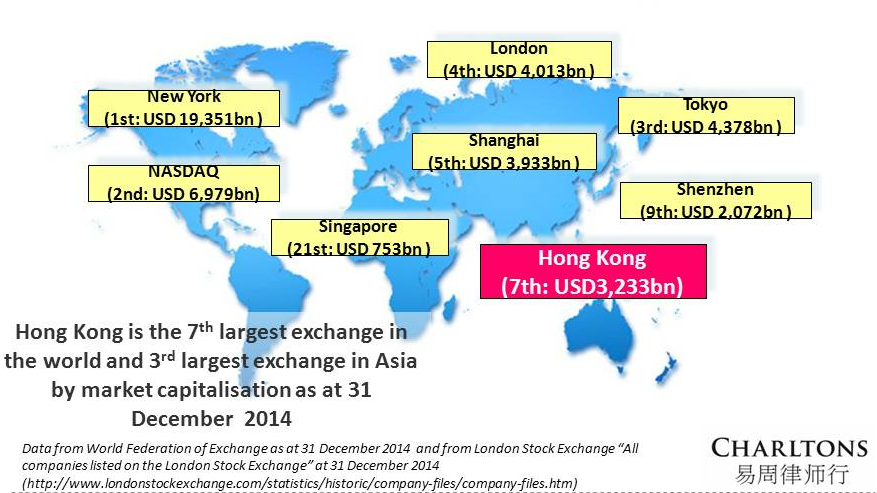 London
(4th: USD 4,013bn )
New York
(1st: USD 19,351bn )
Tokyo
(3rd: USD 4,378bn )
Shanghai
(5th: USD 3,933bn )
NASDAQ
(2nd: USD 6,979bn)
Shenzhen
(9th: USD 2,072bn )
Singapore
(21st: USD 753bn )
Hong Kong
(7th: USD3,233bn)
Hong Kong is the 7th largest exchange in
the world and 3rd largest exchange in Asia
by market capitalisation as at 31
December 2014
Data from World Federation of Exchange as at 31 December 2014 and from London Stock Exchange “All
companies listed on the London Stock Exchange” at 31 December 2014
(http://www.londonstockexchange.com/statistics/historic/company-files/company-files.htm)
CHARLTONS
易周律师行